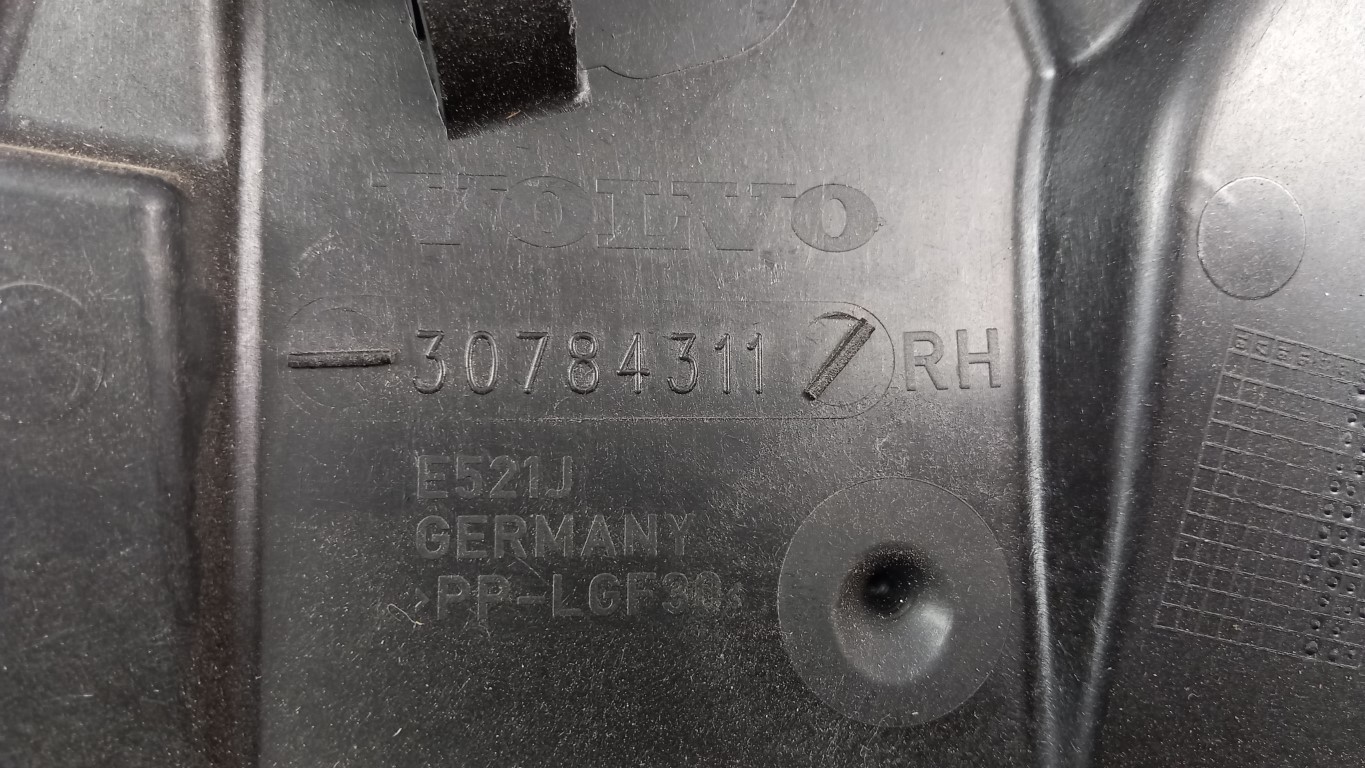 VOLVO
30784311 RH
E521J
GERMANY
>PP-LGF30<